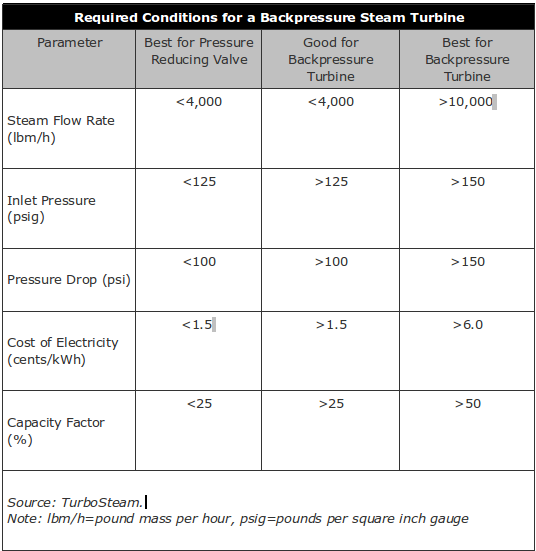 Required Conditions for a Backpressure Steam Turbine
Parameter
Best for Pressure
Reducing Valve
Good for
Backpressure
Turbine
Best for
Backpressure
Turbine
Steam Flow Rate
(lbm/h)
<4,000
<4,000
>10,000
Inlet Pressure
(psig)
<125
>125
>150
Pressure Drop (psi)
<100
>100
>150
Cost of Electricity
(cents/kWh)
<1.5
>1.5
>6.0
Capacity Factor
(%)
<25
>25
>50
Source: TurboSteam.
Note: lbm/h=pound mass per hour, psig=pounds per square inch gauge